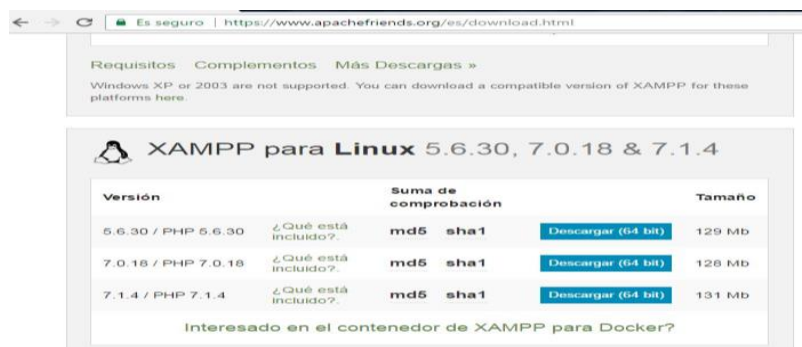 Es seguro | https://www.apachefriends.org/es/download.html
Requisitos Complementos Más Descargas »
Windows XP or 2003 are not supported. You can download a compatible version of XAMPP for these
platforms here.
XAMPP para Linux 5.6.30, 7.0.18 & 7.1.4
Versión Suma de comprobación Tamaño
5.6.30 / PHP 5.6.30 ¿Qué está incluido?. md5 sha1 Descargar (64 bit) 129 Mb
7.0.18 / PHP 7.0.18 ¿Qué está incluido?. md5 sha1 Descargar (64 bit) 128 Mb
7.1.4 / PHP 7.1.4 ¿Qué está incluido?. md5 sha1 Descargar (64 bit) 131 Mb
Interesado en el contenedor de XAMPP para Docker?